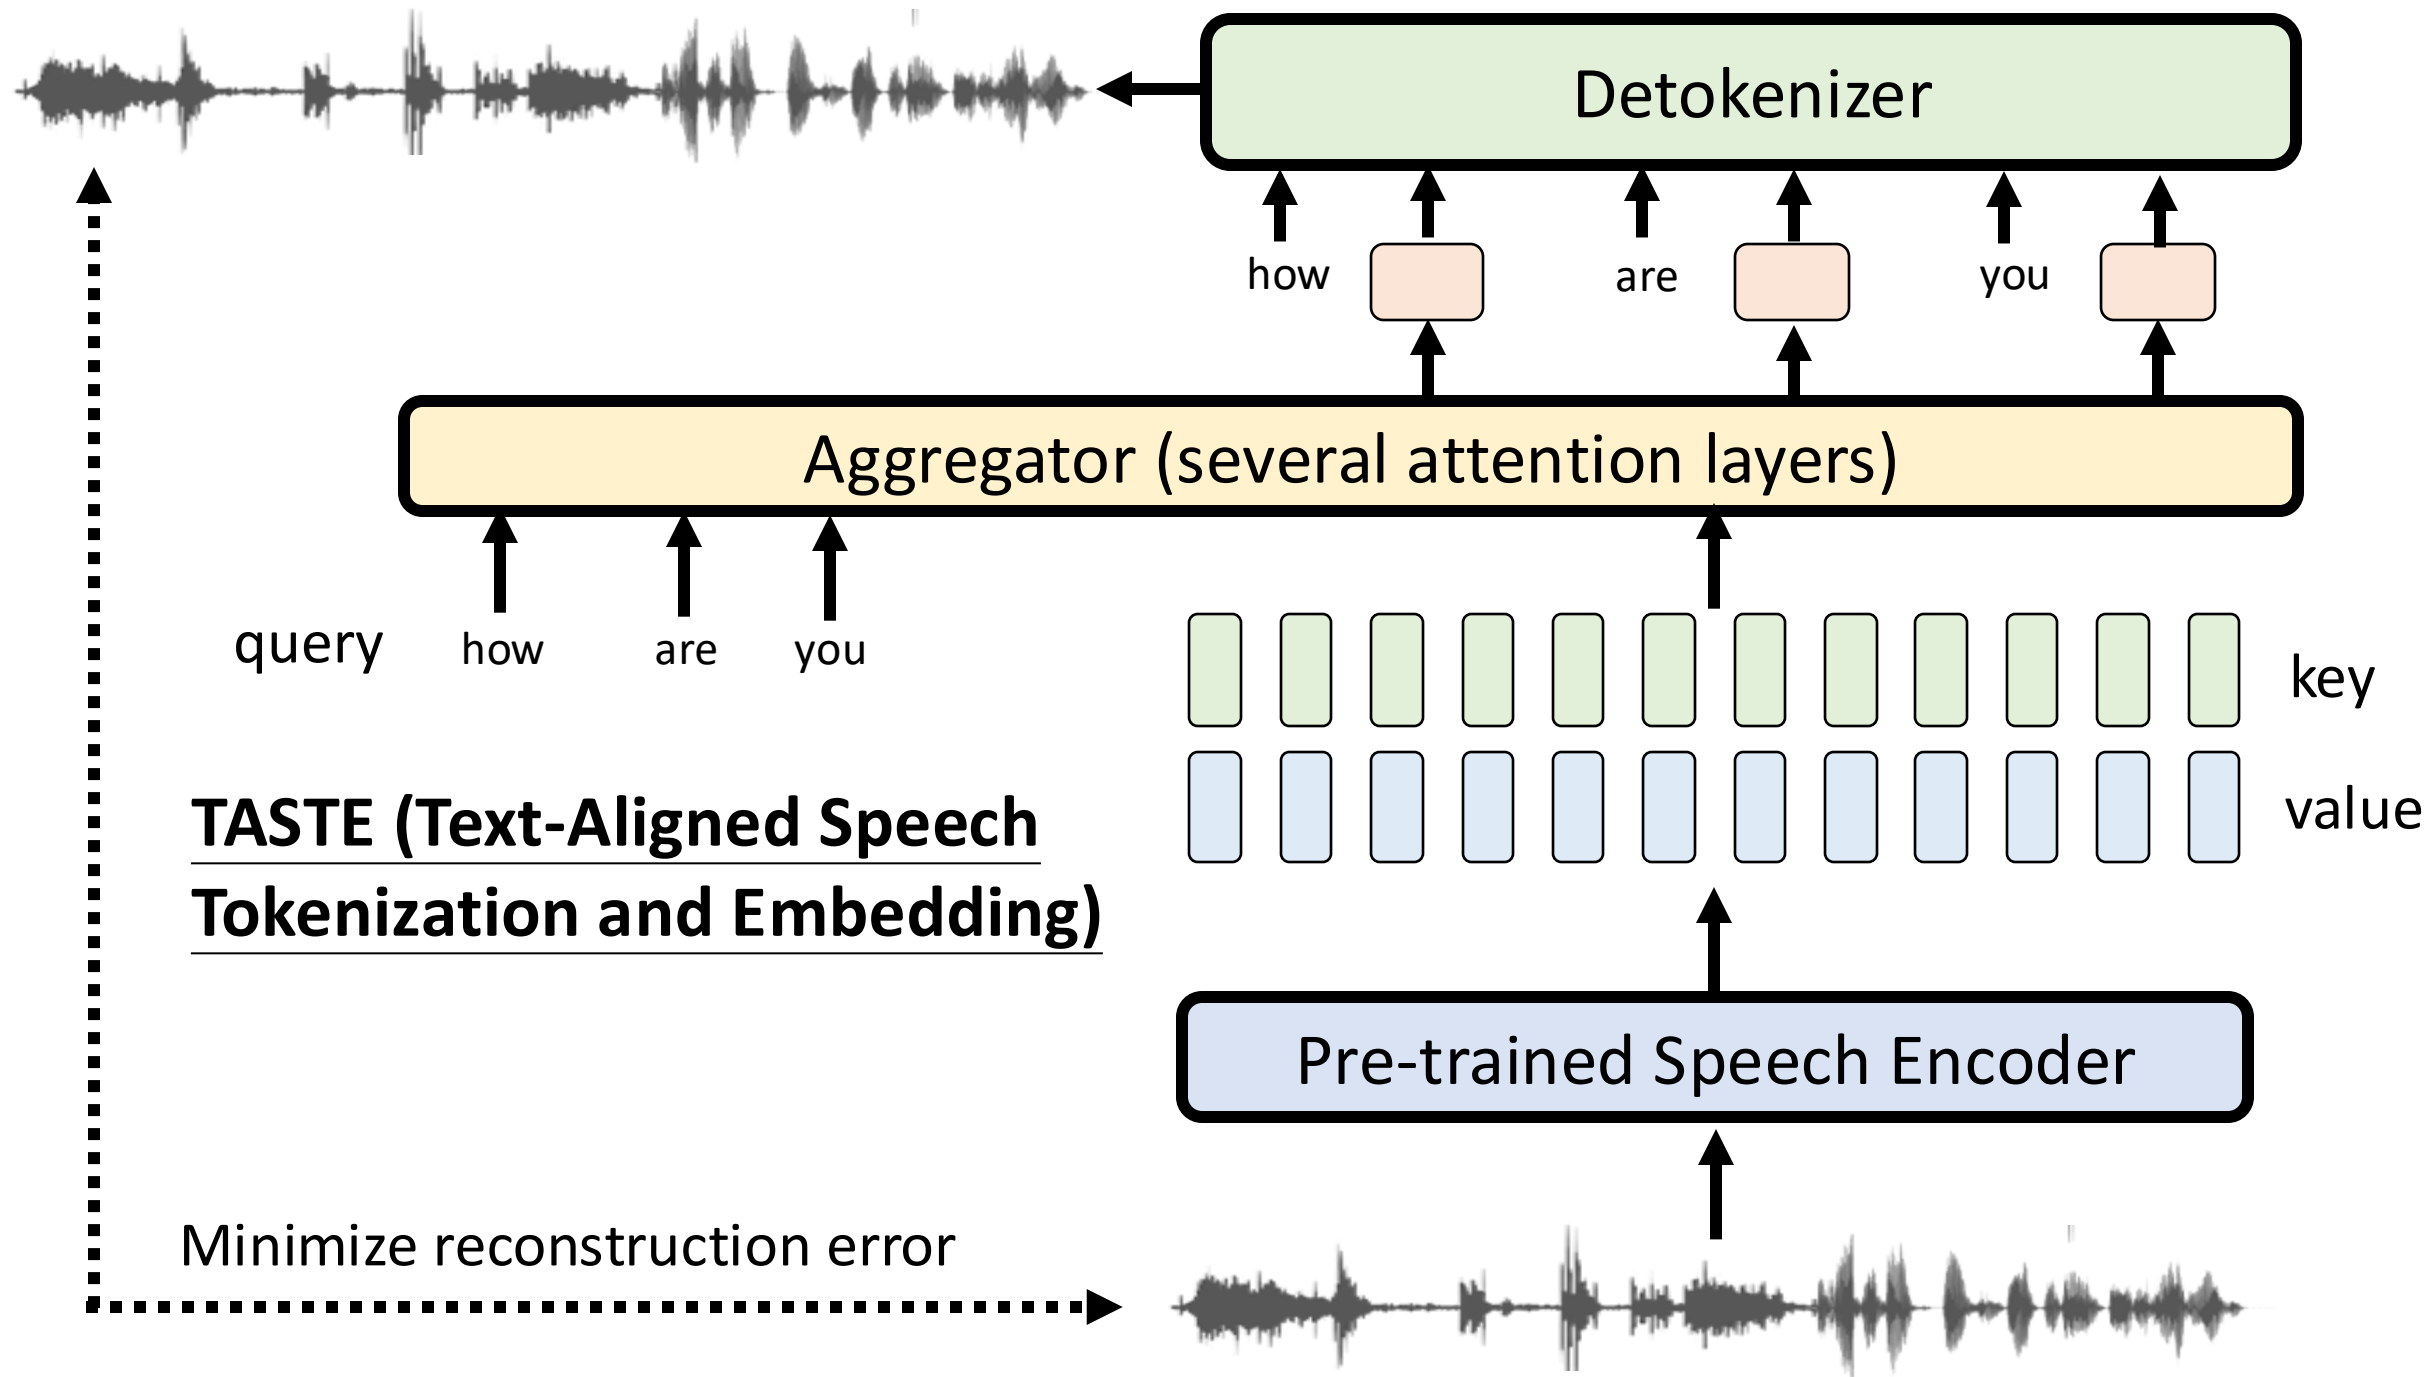 Detokenizer
how are you
Aggregator (several attention layers)
query how are you
key
value
TASTE (Text-Aligned Speech
Tokenization and Embedding)
Pre-trained Speech Encoder
Minimize reconstruction error